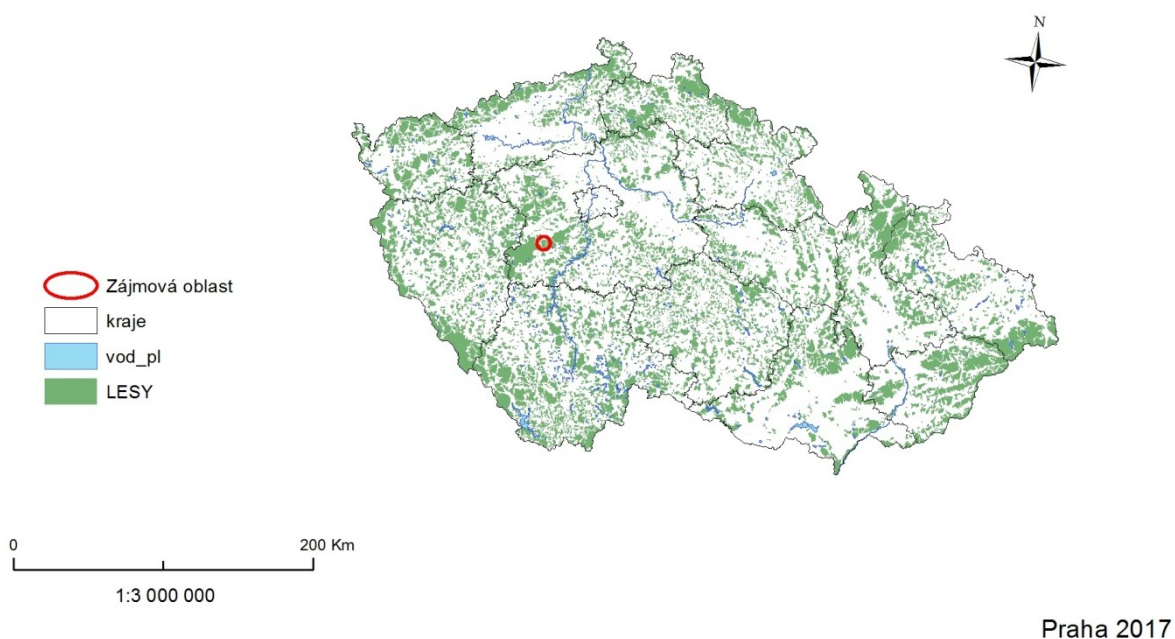 N
Zájmová oblast
kraje
vod_pl
LESY
0 200 Km
1:3 000 000
Praha 2017